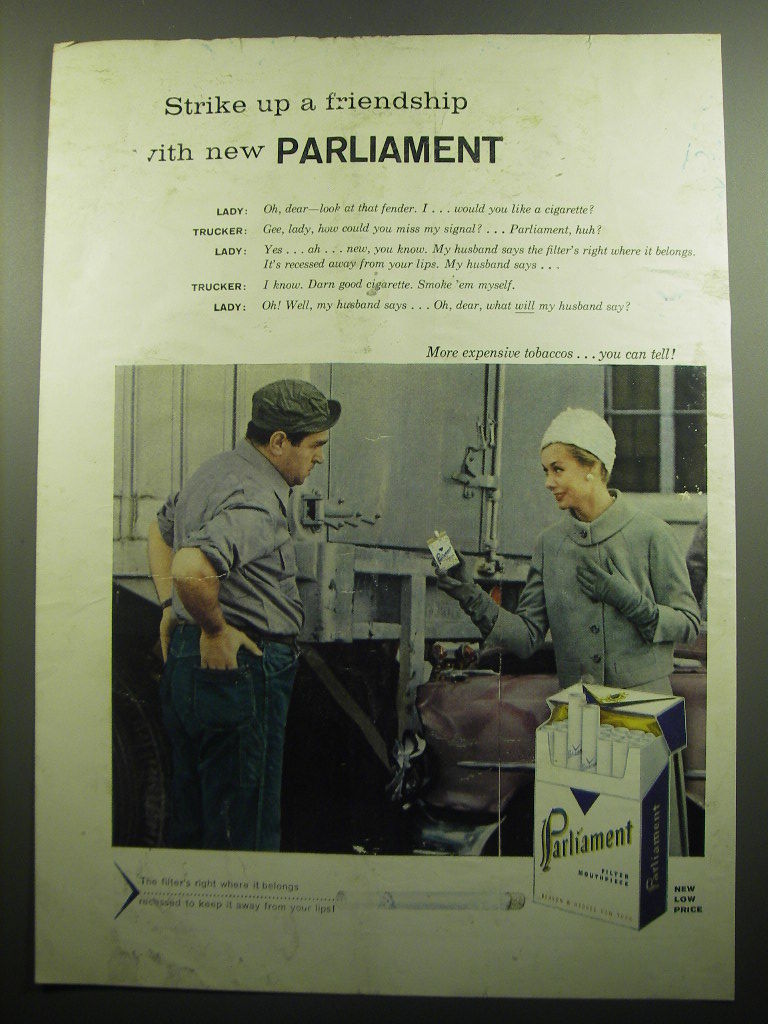 Strike up a friendship
with new PARLIAMENT
LADY: Oh, dear—look at that fender. I . . . would you like a cigarette?
TRUCKER: Gee, lady, how could you miss my signal? . . . Parliament, huh?
LADY: Yes . . . ah . . . new, you know. My husband says the filter's right where it belongs.
It's recessed away from your lips. My husband says . . .
TRUCKER: I know. Darn good cigarette. Smoke 'em myself.
LADY: Oh! Well, my husband says . . . Oh, dear, what will my husband say?
More expensive tobaccos . . . you can tell!
Parliament
Parliament
FILTER
MOUTHPIECE
Parliament
BENSON & HEDGES NEW YORK
The filter's right where it belongs
recessed to keep it away from your lips!
NEW
LOW
PRICE